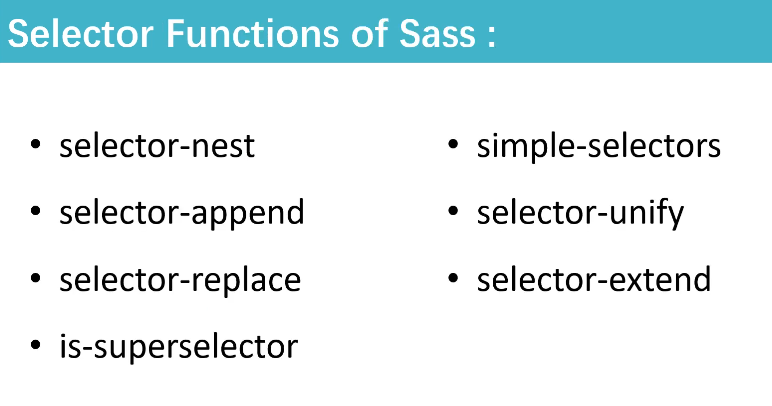 Selector Functions of Sass :
• selector-nest
• selector-append
• selector-replace
• is-superselector
• simple-selectors
• selector-unify
• selector-extend